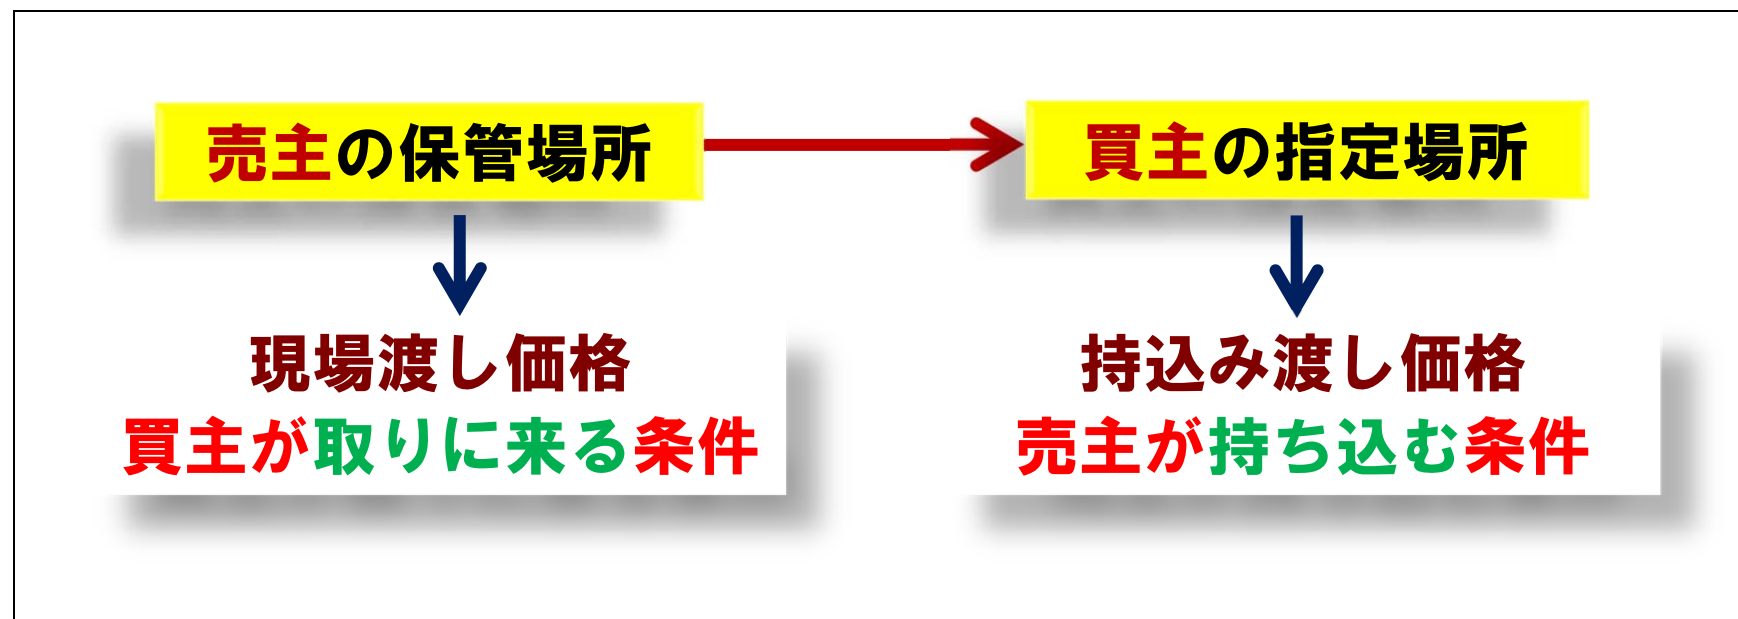 売主の保管場所
買主の指定場所
現場渡し価格
買主が取りに来る条件
持込み渡し価格
売主が持ち込む条件